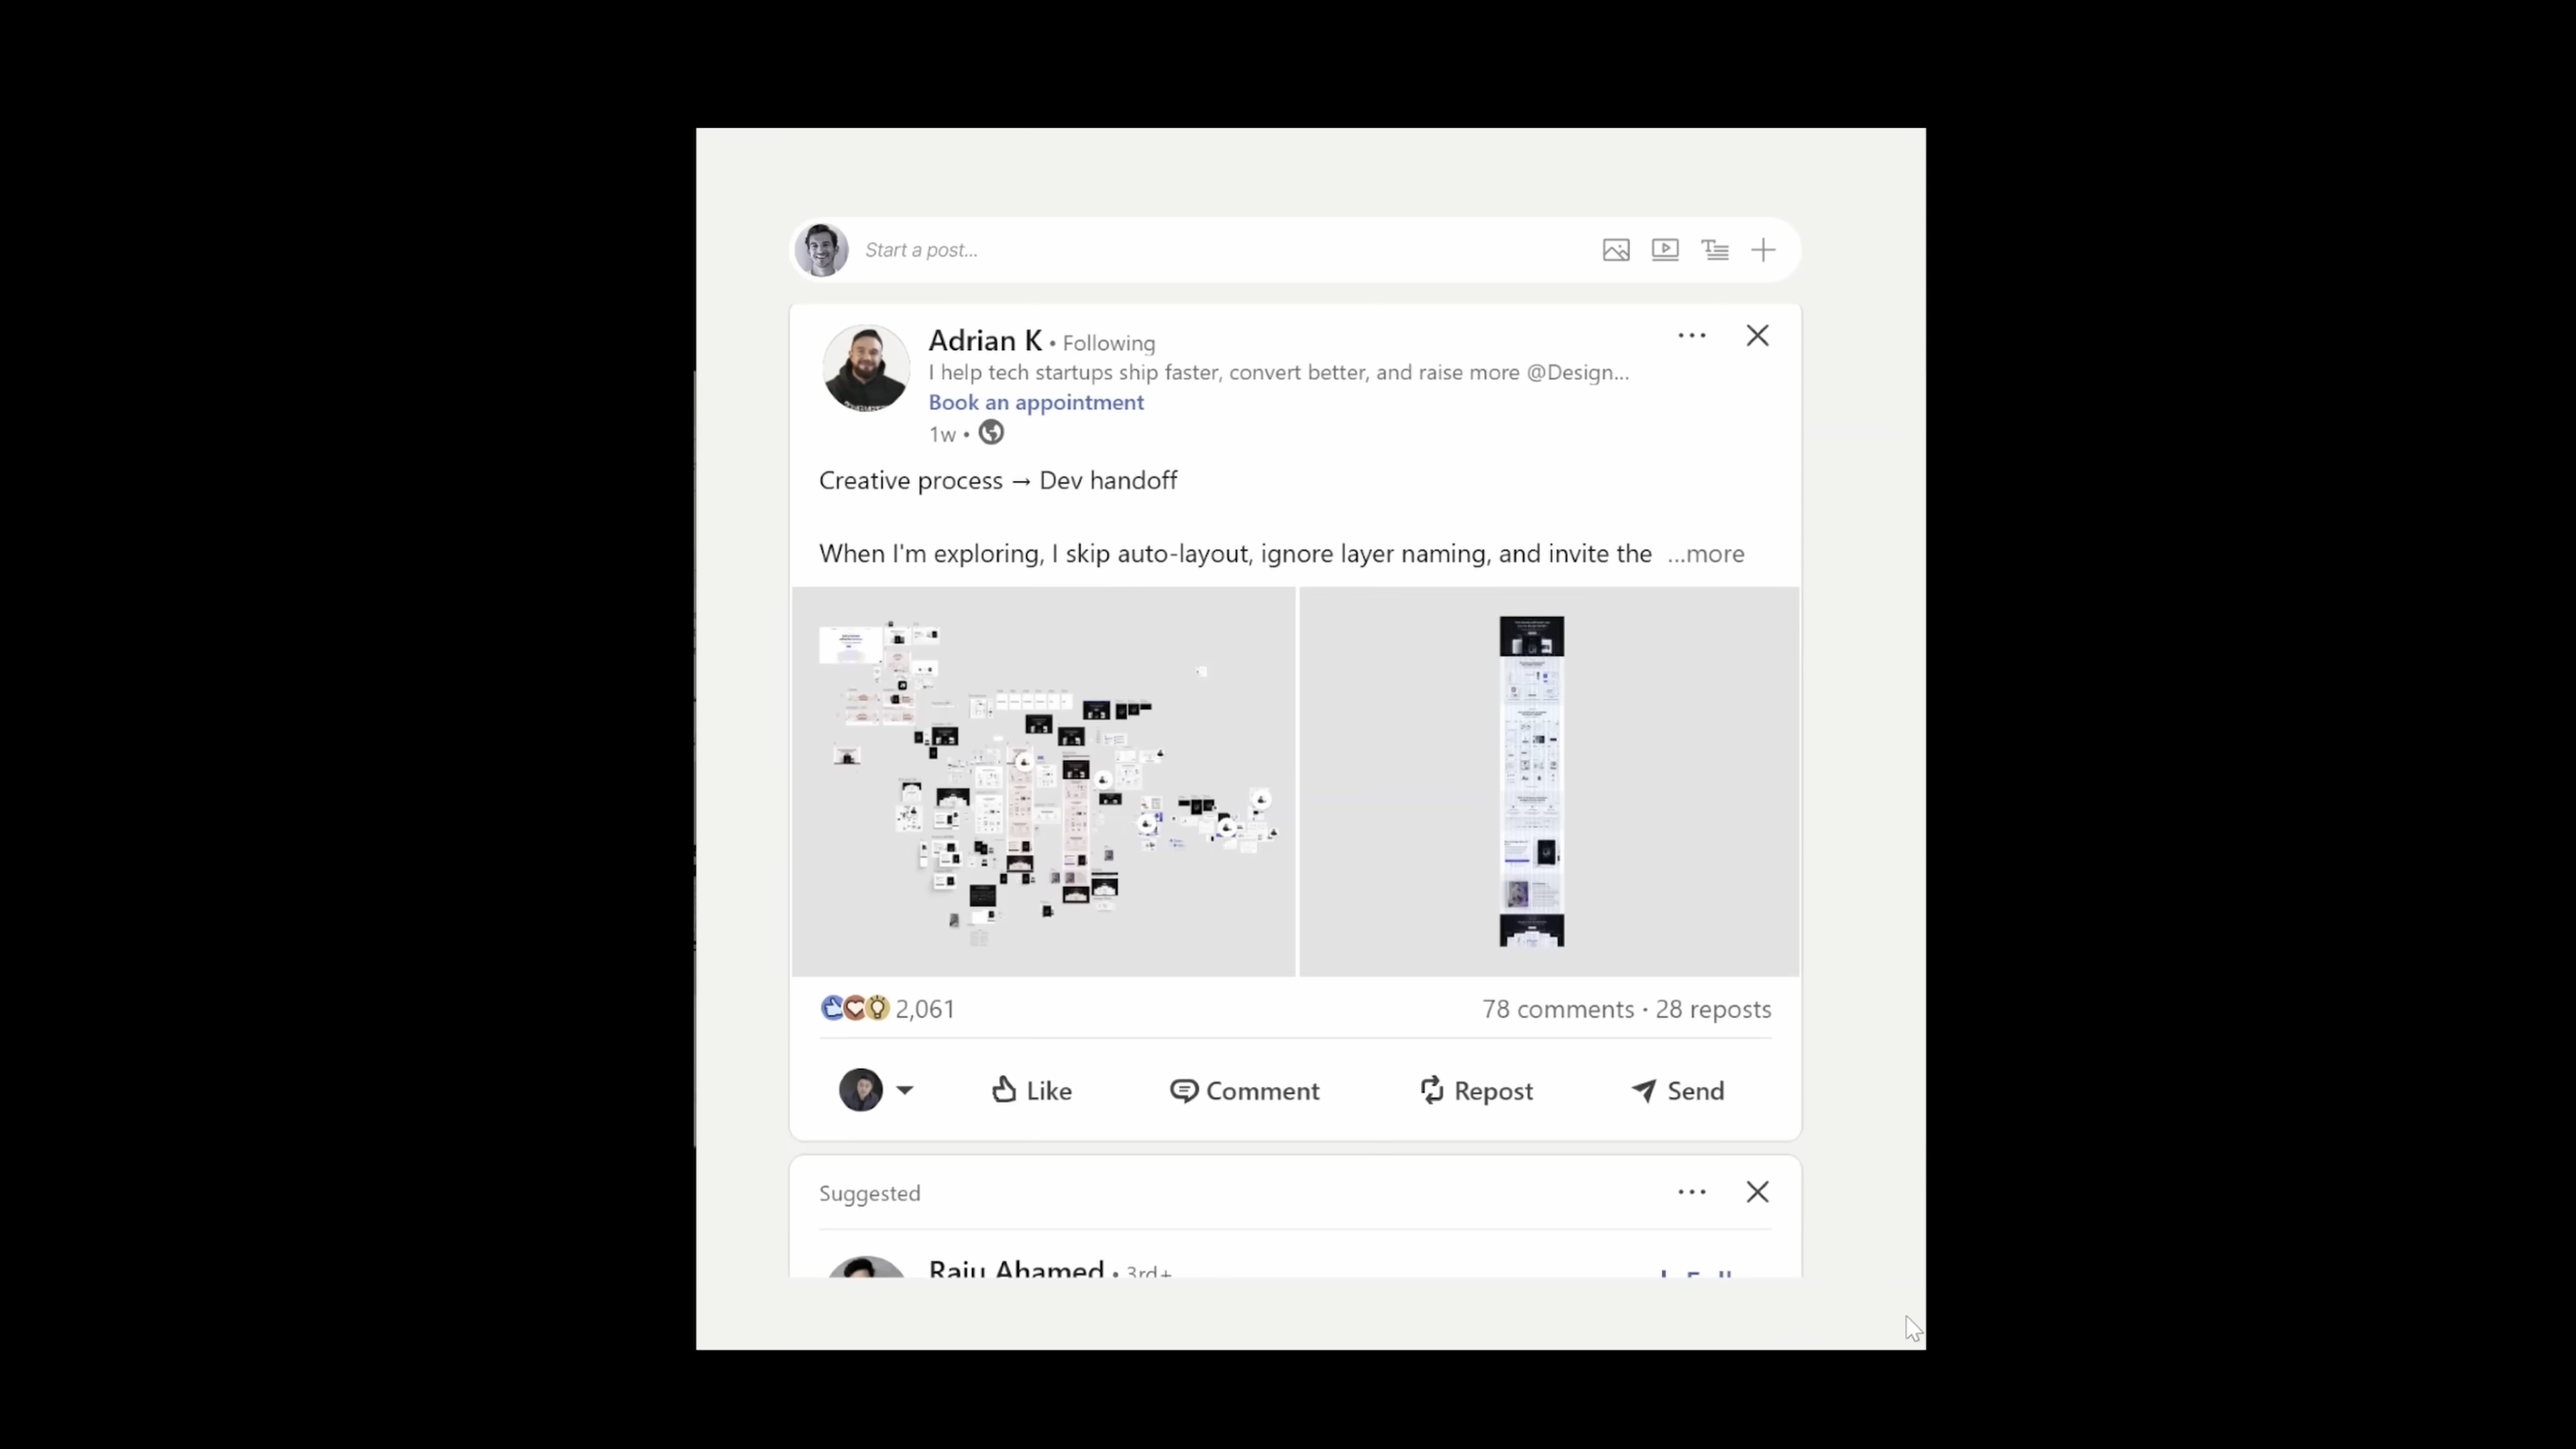 Start a post...
Adrian K • Following
I help tech startups ship faster, convert better, and raise more @Design...
Book an appointment
1w •
Creative process → Dev handoff
When I'm exploring, I skip auto-layout, ignore layer naming, and invite the ...more
2,061
78 comments · 28 reposts
Like
Comment
Repost
Send
Suggested
Raju Ahamed • 3rd+